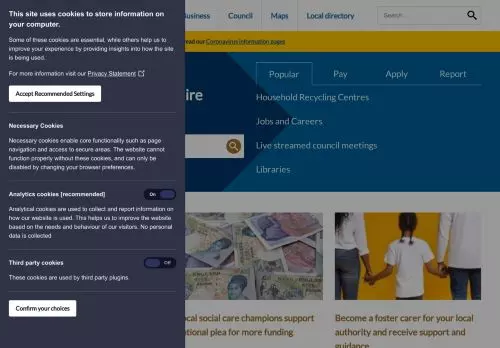 This site uses cookies to store information on
your computer.
Some of these cookies are essential, while others help us to
improve your experience by providing insights into how the site
is being used.
For more information visit our Privacy Statement
Accept Recommended Settings
Necessary Cookies
Necessary cookies enable core functionality such as page
navigation and access to secure areas. The website cannot
function properly without these cookies, and can only be
disabled by changing your browser preferences.
Analytics cookies [recommended]
On
Analytical cookies are used to collect and report information on
how our website is used. This helps us to improve the website
based on the needs and behaviour of our visitors. No personal
data is collected
Third party cookies
Off
These cookies are used by third party plugins.
Confirm your choices
Business Council Maps Local directory
Search...
read our Coronavirus information pages
ire
Popular Pay Apply Report
Household Recycling Centres
Jobs and Careers
Live streamed council meetings
Libraries
ocal social care champions support
tional plea for more funding
Become a foster carer for your local
authority and receive support and
guidance